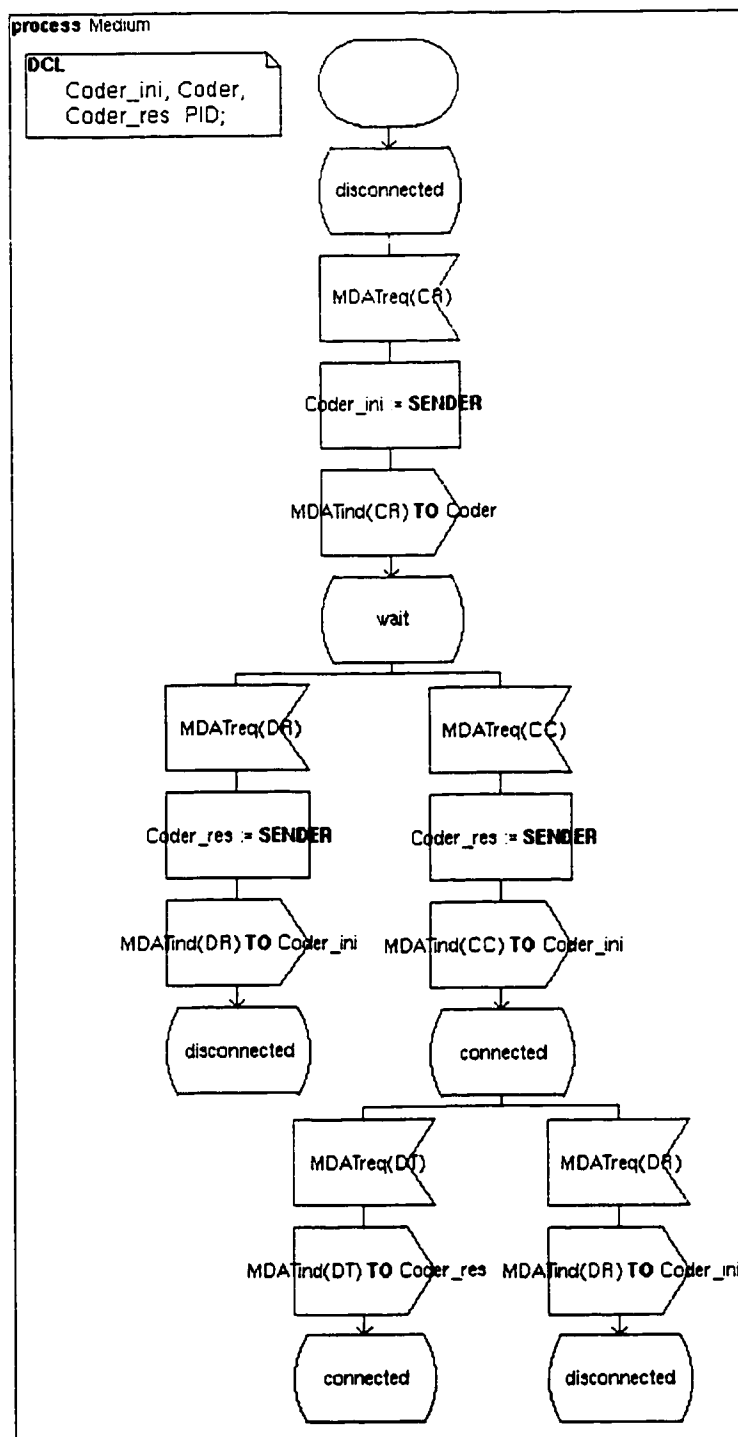 process Medium
DCL
Coder_ini, Coder,
Coder_res PID;
disconnected
MDATreq(CR)
Coder_ini := SENDER
MDATind(CR) TO Coder
wait
MDATreq(DR)
MDATreq(CC)
Coder_res := SENDER
Coder_res := SENDER
MDATind(DR) TO Coder_ini
MDATind(CC) TO Coder_ini
disconnected
connected
MDATreq(DT)
MDATreq(DR)
MDATind(DT) TO Coder_res
MDATind(DR) TO Coder_ini
connected
disconnected